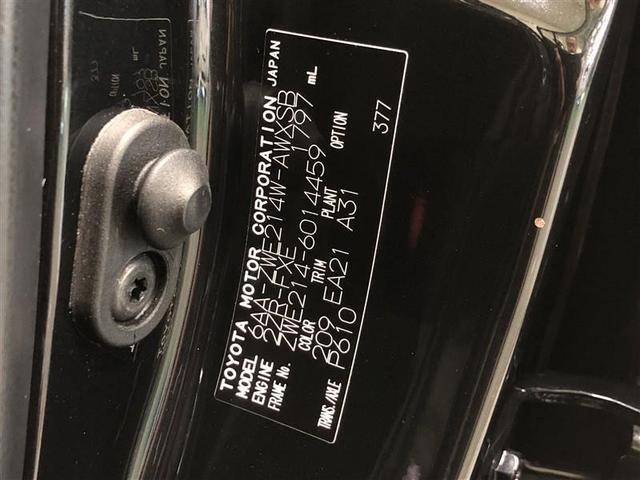 TOYOTA MOTOR CORPORATION JAPAN
MODEL 6AA-ZWE214W-AWXSB
ENGINE 2ZR-FXE 1797 mL
FRAME No. ZWE214-6014459
COLOR TRIM PLANT OPTION
209 EA21 A31 377
TRANS./AXLE P610